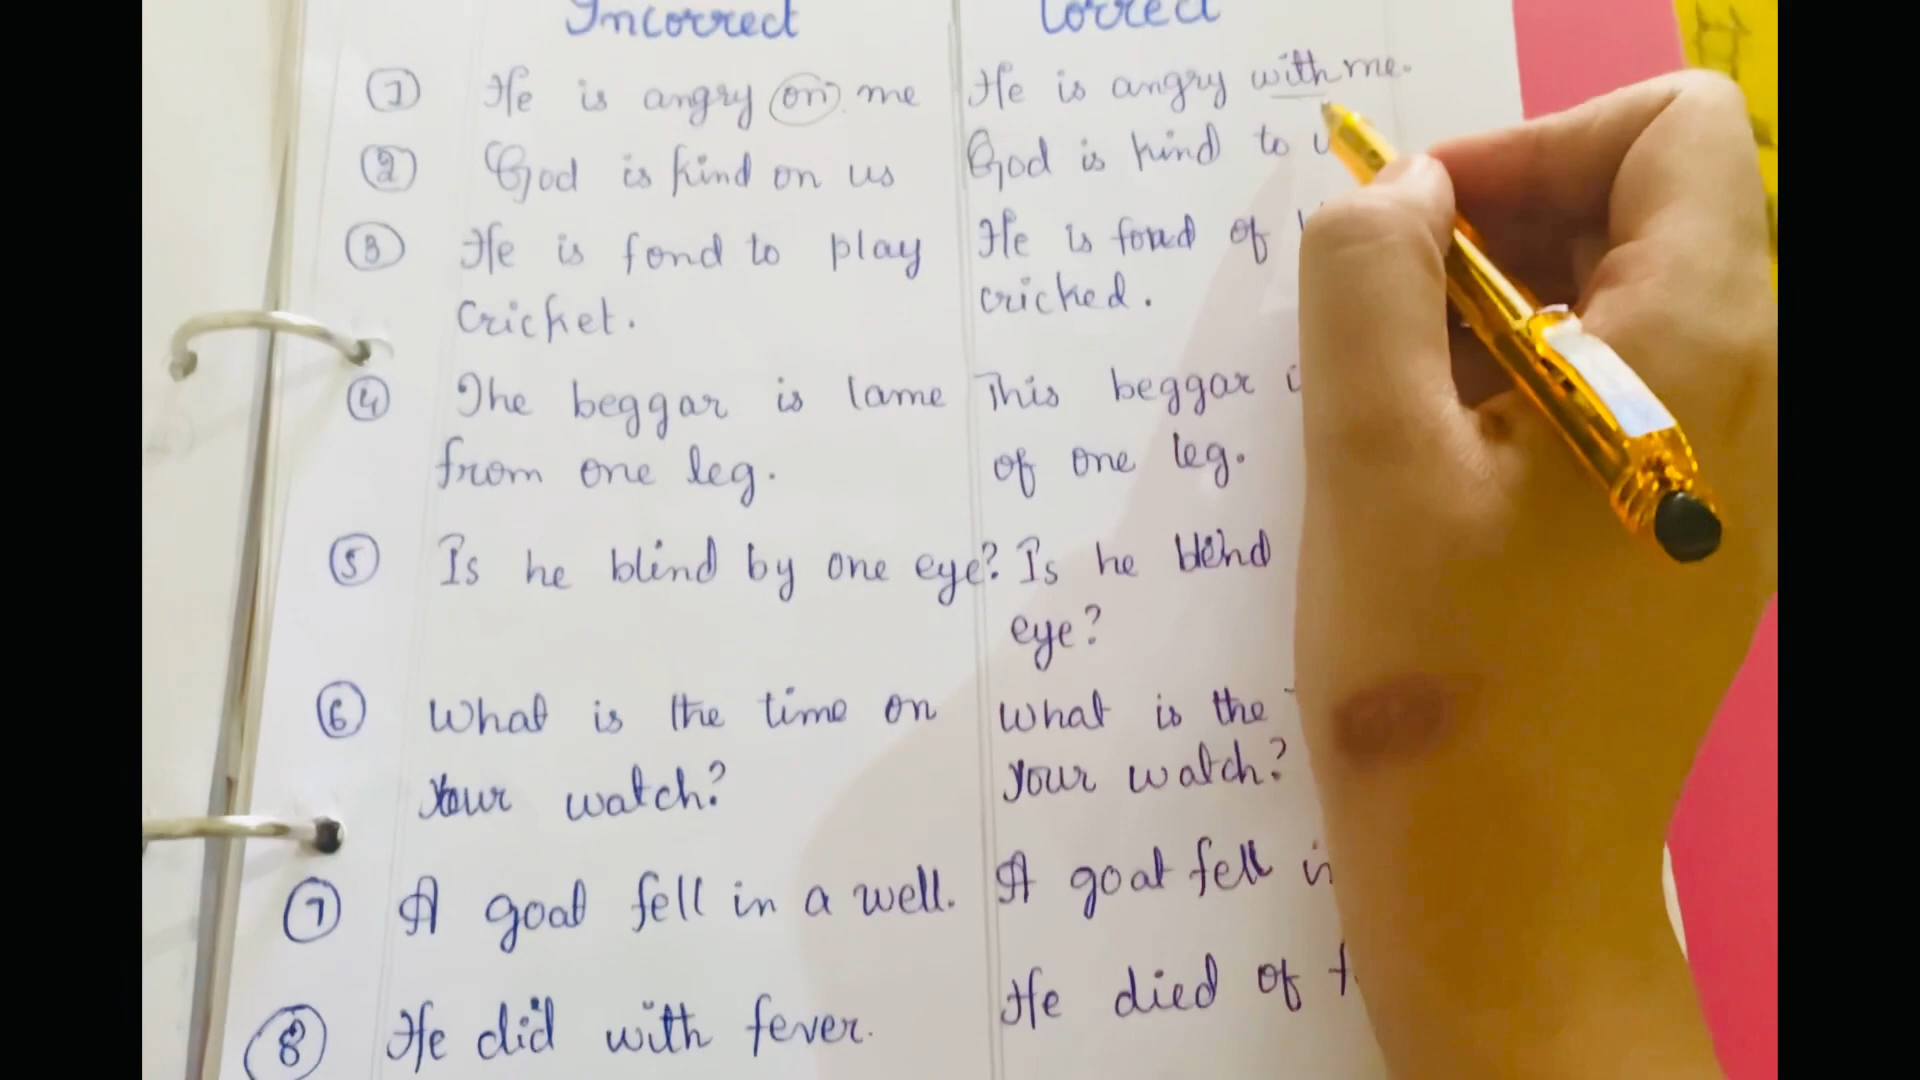 Incorrect Correct
① He is angry on me He is angry with me.
② God is kind on us God is kind to
③ He is fond to play He is fond of
cricket. cricked.
④ The beggar is lame This beggar
from one leg. of one leg.
⑤ Is he blind by one eye? Is he blind
eye?
⑥ What is the time on What is the
your watch? your watch?
⑦ A goat fell in a well. A goat fell
⑧ He did with fever. He died of